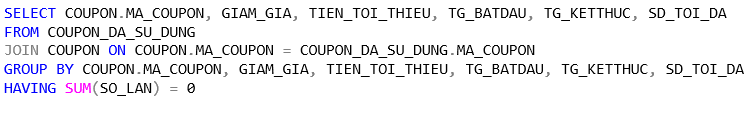 SELECT COUPON.MA_COUPON, GIAM_GIA, TIEN_TOI_THIEU, TG_BATDAU, TG_KETTHUC, SD_TOI_DA
FROM COUPON_DA_SU_DUNG
JOIN COUPON ON COUPON.MA_COUPON = COUPON_DA_SU_DUNG.MA_COUPON
GROUP BY COUPON.MA_COUPON, GIAM_GIA, TIEN_TOI_THIEU, TG_BATDAU, TG_KETTHUC, SD_TOI_DA
HAVING SUM(SO_LAN) = 0